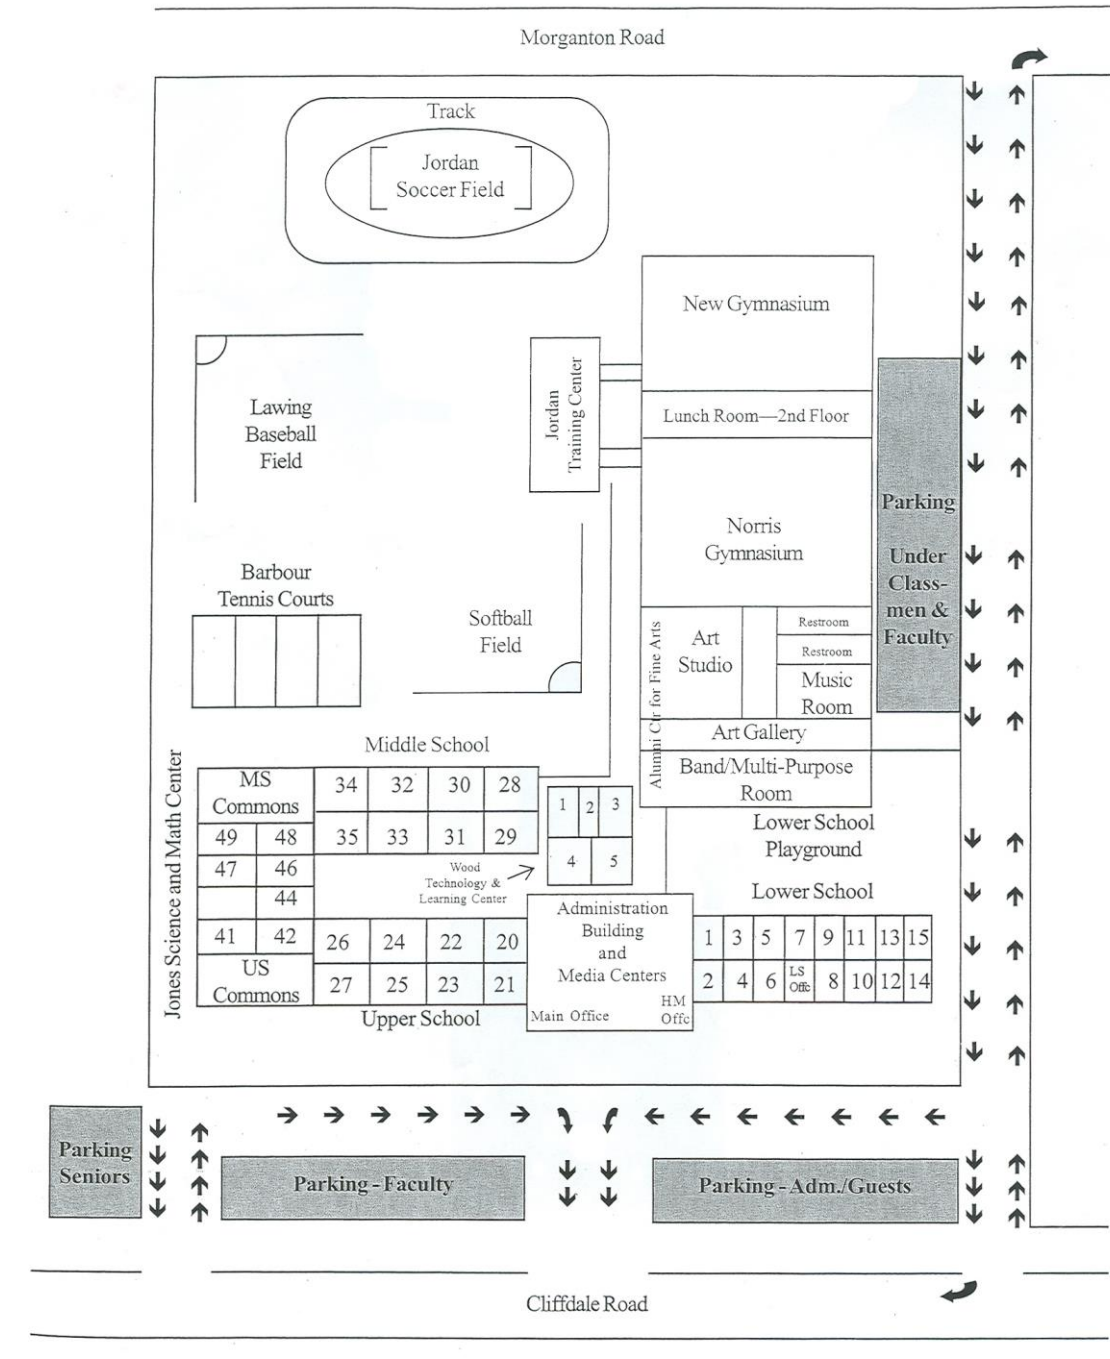 Morganton Road
Track
Jordan
Soccer Field
New Gymnasium
Jordan
Training Center
Lunch Room—2nd Floor
Lawing
Baseball
Field
Parking
Under
Class-
men &
Faculty
Norris
Gymnasium
Barbour
Tennis Courts
Softball
Field
Alumni Ctr for Fine Arts
Art
Studio
Restroom
Restroom
Music
Room
Art Gallery
Band/Multi-Purpose
Room
Middle School
Jones Science and Math Center
MS
Commons
34 32 30 28
35 33 31 29
49 48
47 46
44
41 42
US
Commons
1 2 3
4 5
Wood
Technology &
Learning Center
Lower School
Playground
Lower School
Administration
Building
and
Media Centers
HM
Offc
Main Office
26 24 22 20
27 25 23 21
Upper School
1 3 5 7 9 11 13 15
2 4 6 LS 8 10 12 14
Offc
Parking
Seniors
Parking - Faculty
Parking - Adm./Guests
Cliffdale Road